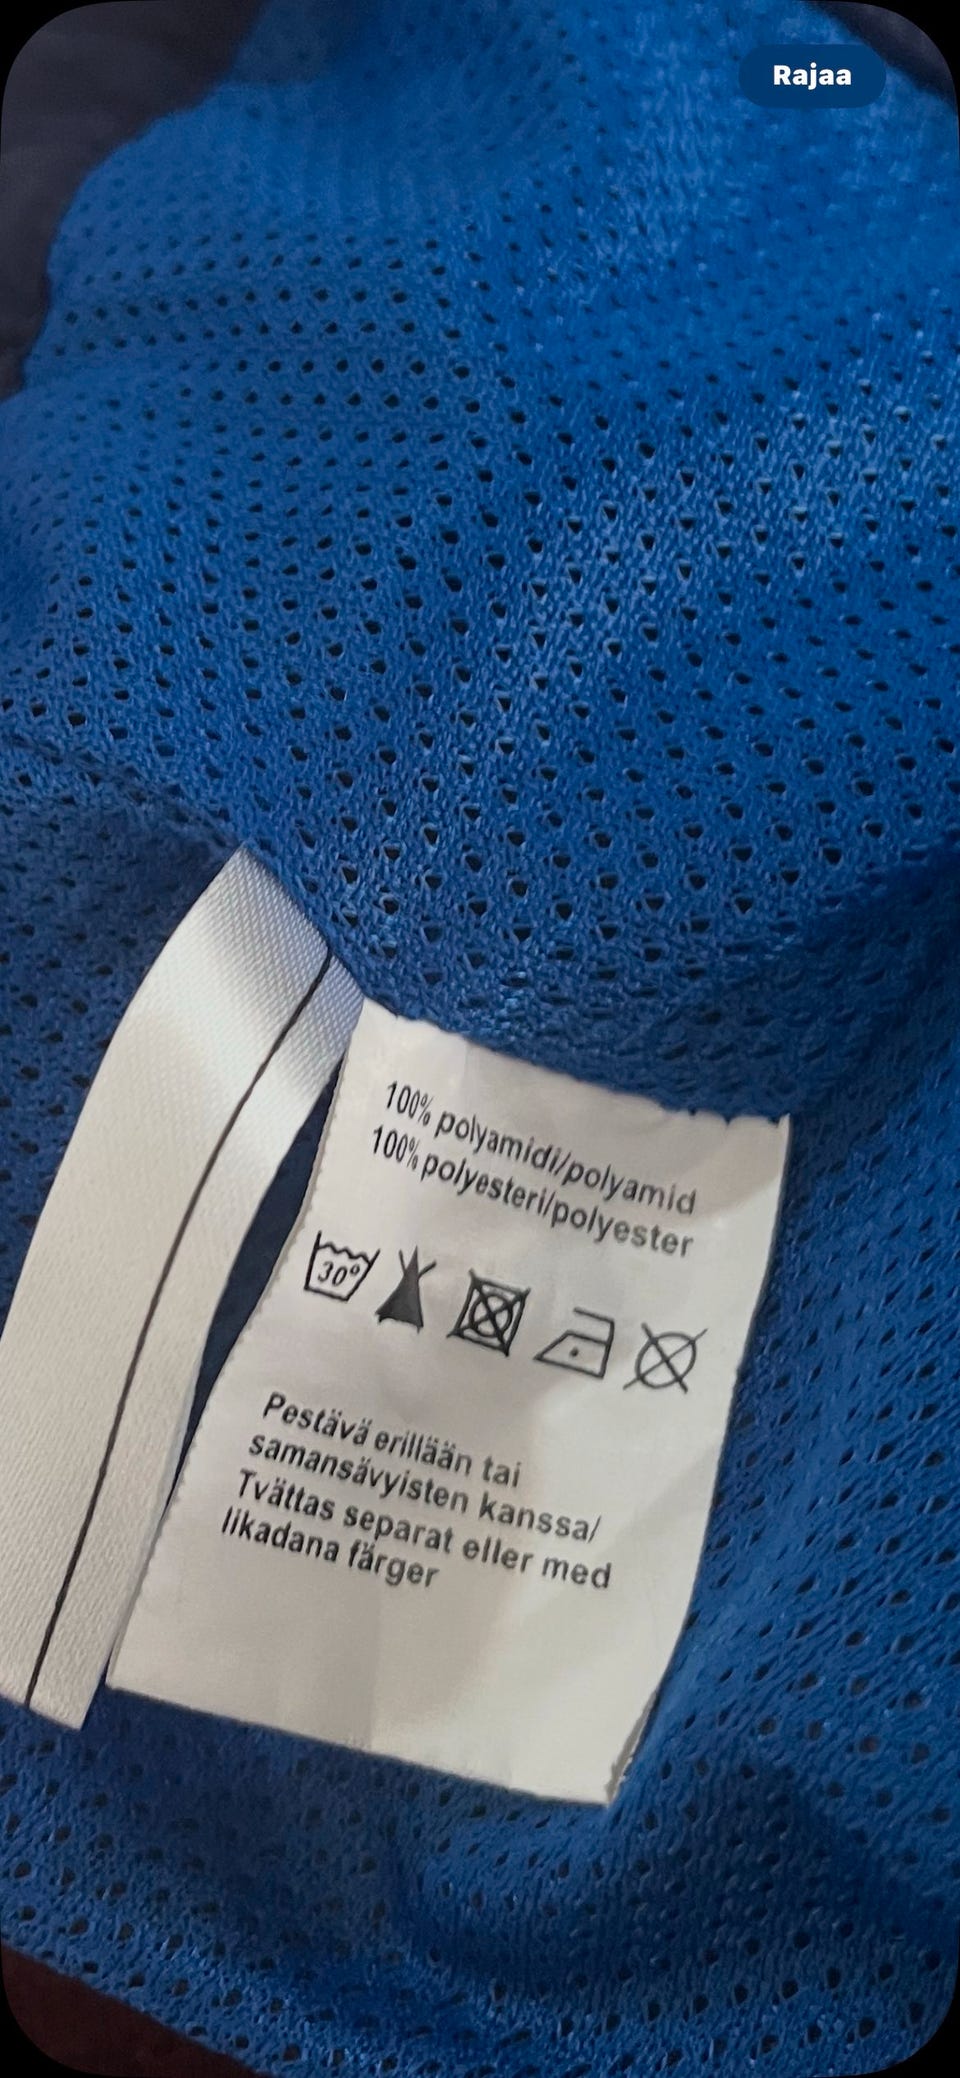 Rajaa
100% polyamidi/polyamid
100% polyesteri/polyester
30°
Pestävä erillään tai
samansävyisten kanssa/
Tvättas separat eller med
likadana färger